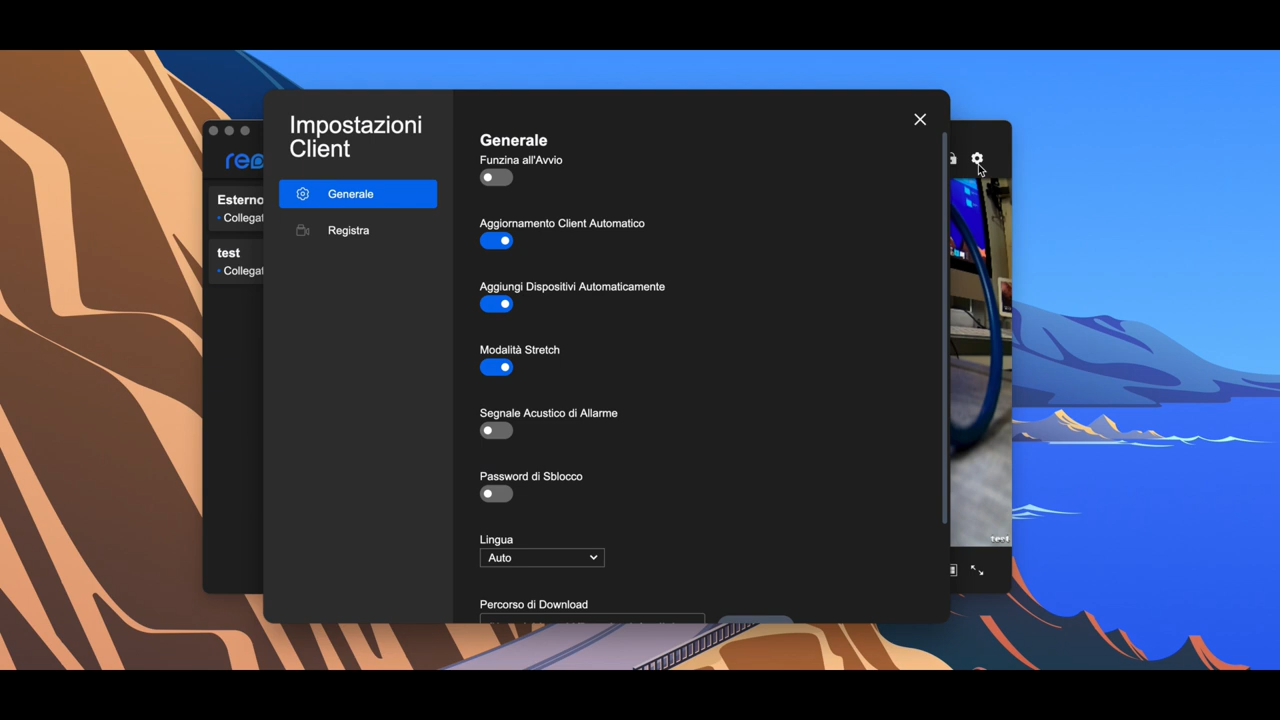 Impostazioni
Client
Generale
Registra
Generale
Funzina all'Avvio
Aggiornamento Client Automatico
Aggiungi Dispositivi Automaticamente
Modalità Stretch
Segnale Acustico di Allarme
Password di Sblocco
Lingua
Auto
Percorso di Download
Esterno
test
test